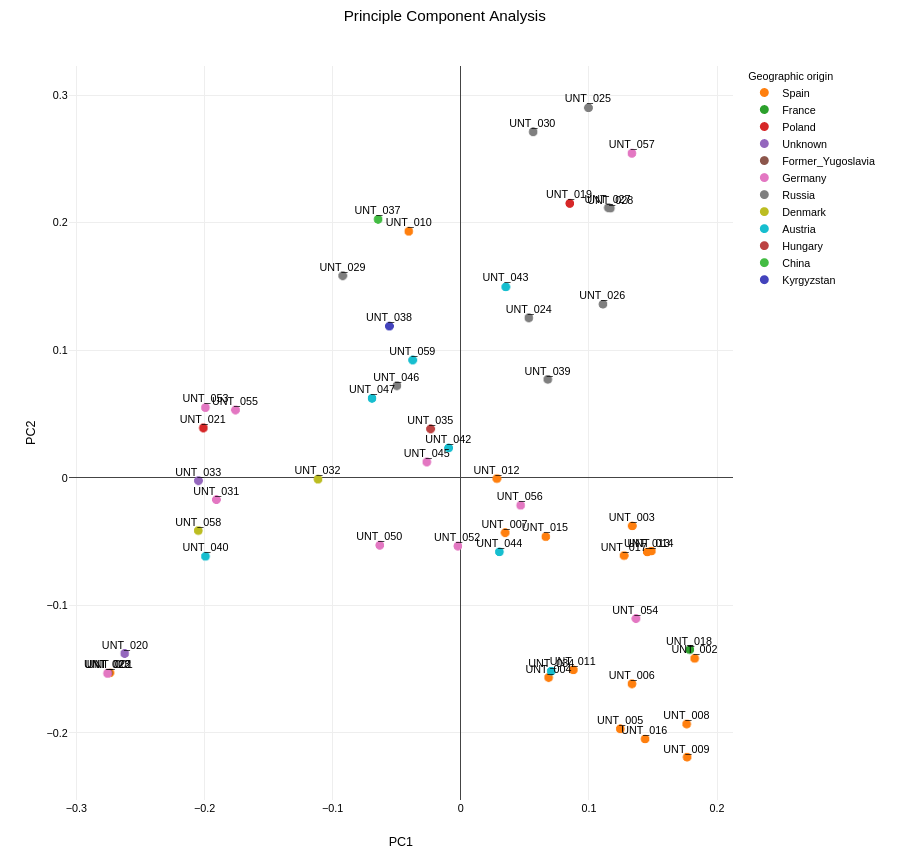 Principle Component Analysis
Geographic origin
Spain
France
Poland
Unknown
Former_Yugoslavia
Germany
Russia
Denmark
Austria
Hungary
China
Kyrgyzstan
0.3
UNT_025
UNT_030
UNT_057
UNT_019
UNT_028
0.2
UNT_037
UNT_010
UNT_029
UNT_043
UNT_026
UNT_024
UNT_038
0.1
UNT_059
UNT_039
UNT_046
UNT_047
UNT_053
UNT_055
UNT_021
UNT_035
UNT_042
UNT_045
PC2
0
UNT_033
UNT_032
UNT_012
UNT_031
UNT_056
UNT_058
UNT_003
UNT_007
UNT_015
UNT_050
UNT_052
UNT_044
UNT_040
−0.1
UNT_054
UNT_020
UNT_018
UNT_002
UNT_011
UNT_004
UNT_006
UNT_005
UNT_008
UNT_016
−0.2
UNT_009
−0.3
−0.2
−0.1
0
0.1
0.2
PC1